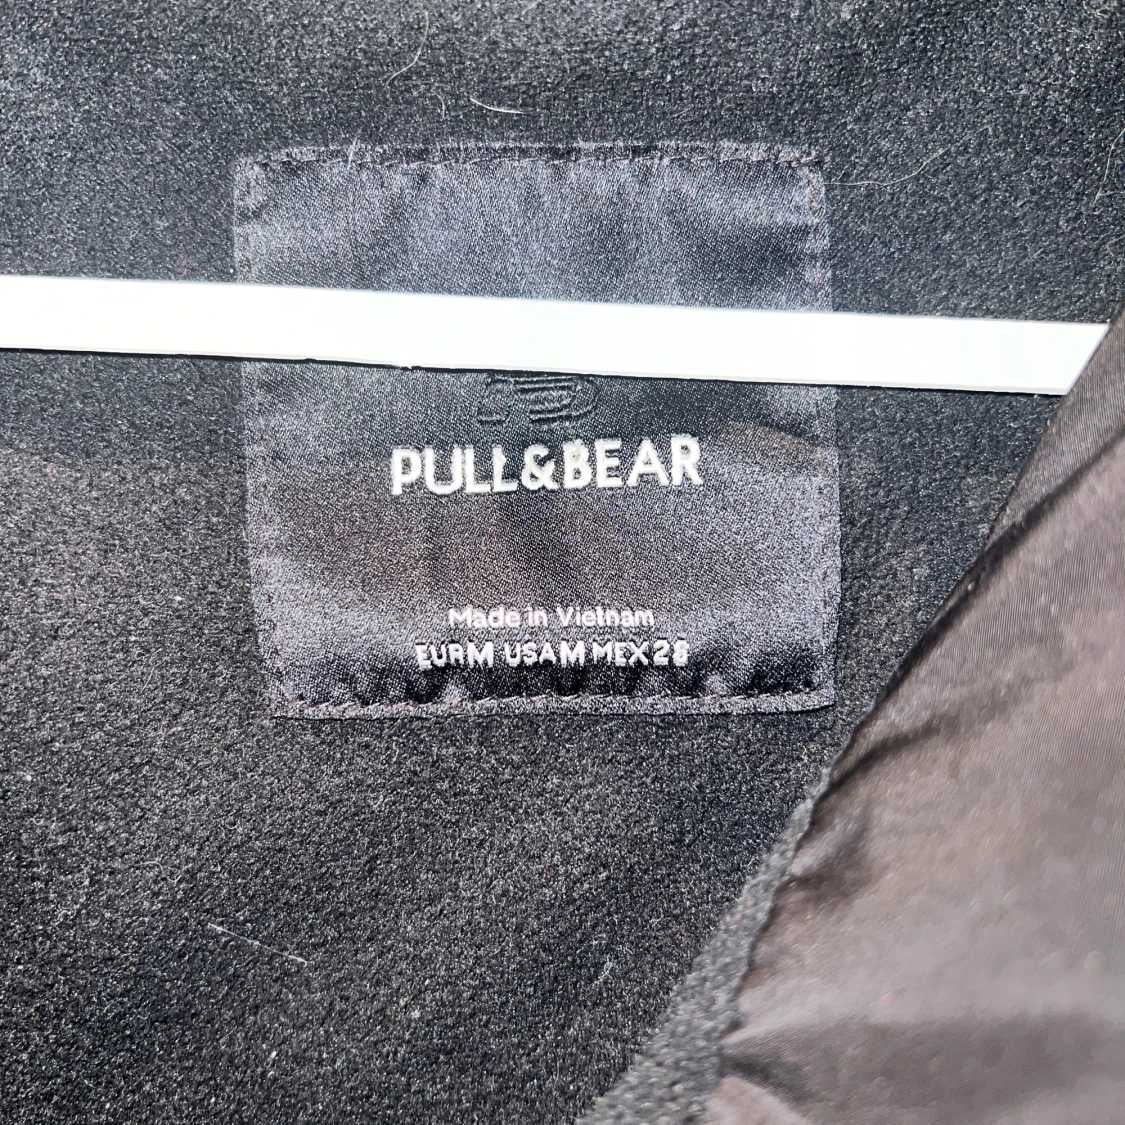 PULL&BEAR
Made in Vietnam
EUR M USA M MEX 28